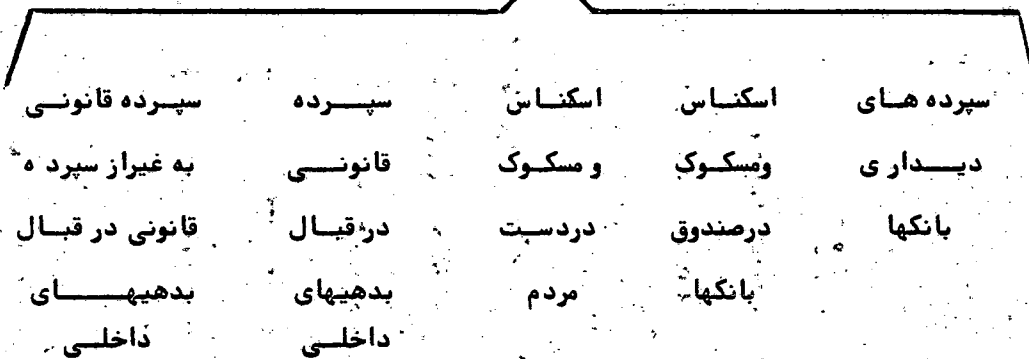 سپرده های اسکناس اسکناس سپرده سپرده قانونی
دیداری ومسکوک و مسکوک قانونی به غیراز سپرده
بانکها درصندوق دردست درقبال قانونی در قبال
بانکها مردم بدهیهای بدهیهای
داخلی داخلی